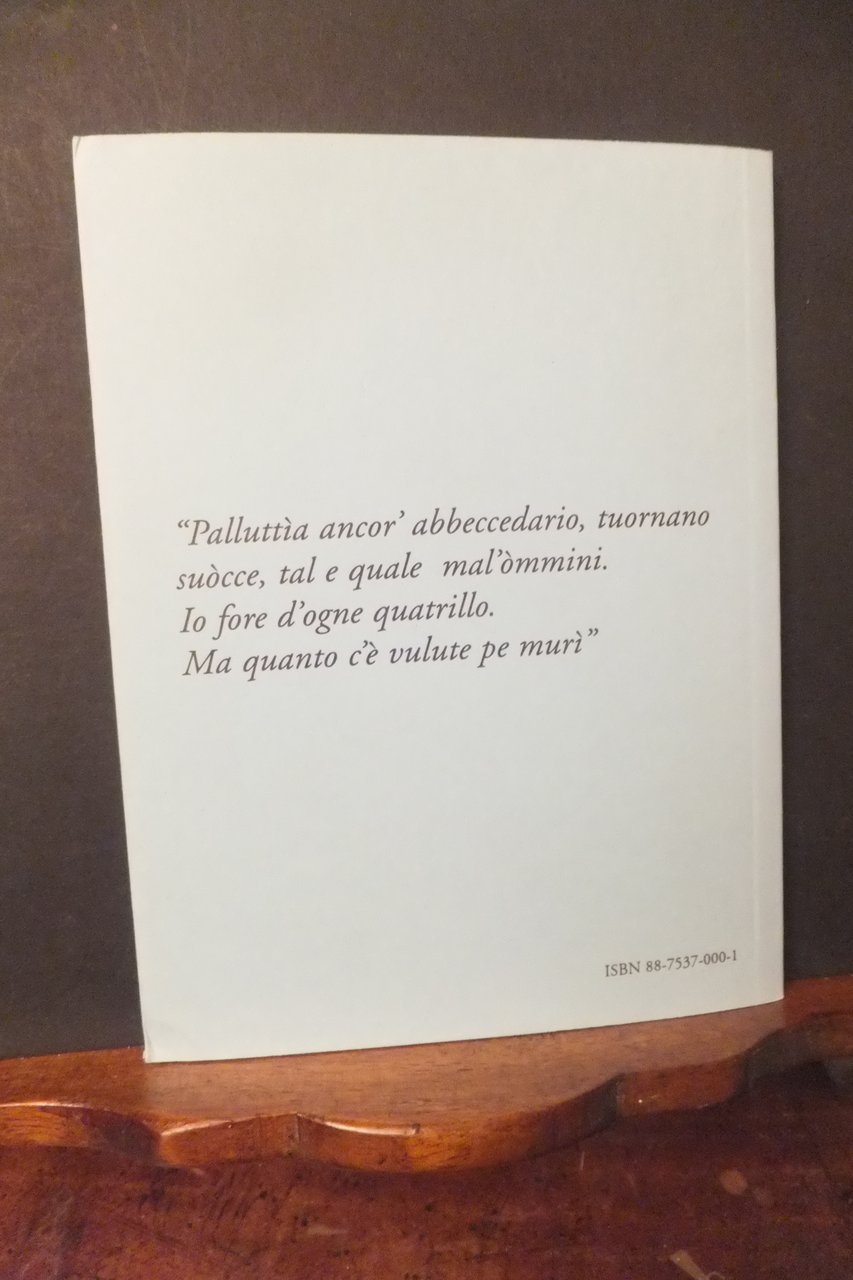 “Palluttìa ancor’ abbeccedario, tuornano
suòcce, tal e quale mal’òmmini.
Io fore d’ogne quatrillo.
Ma quanto c’è vulute pe murì”
ISBN 88-7537-000-1